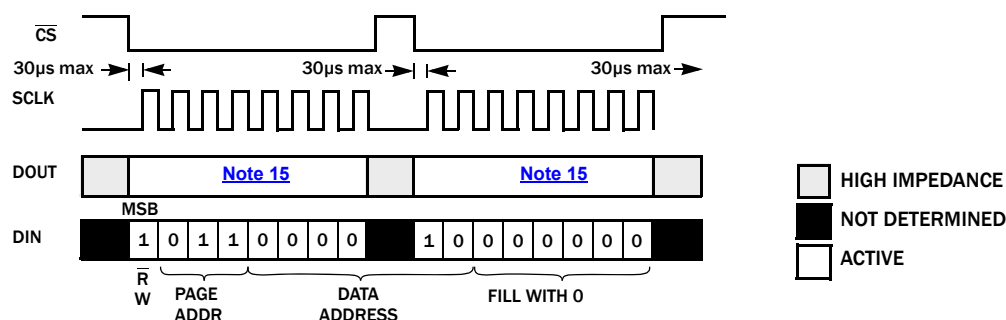 CS
30µs max 30µs max 30µs max
SCLK
DOUT Note 15 Note 15
HIGH IMPEDANCE
MSB
NOT DETERMINED
DIN 1 0 1 1 0 0 0 0 1 0 0 0 0 0 0 0
ACTIVE
R
W
PAGE
ADDR
DATA
ADDRESS
FILL WITH 0